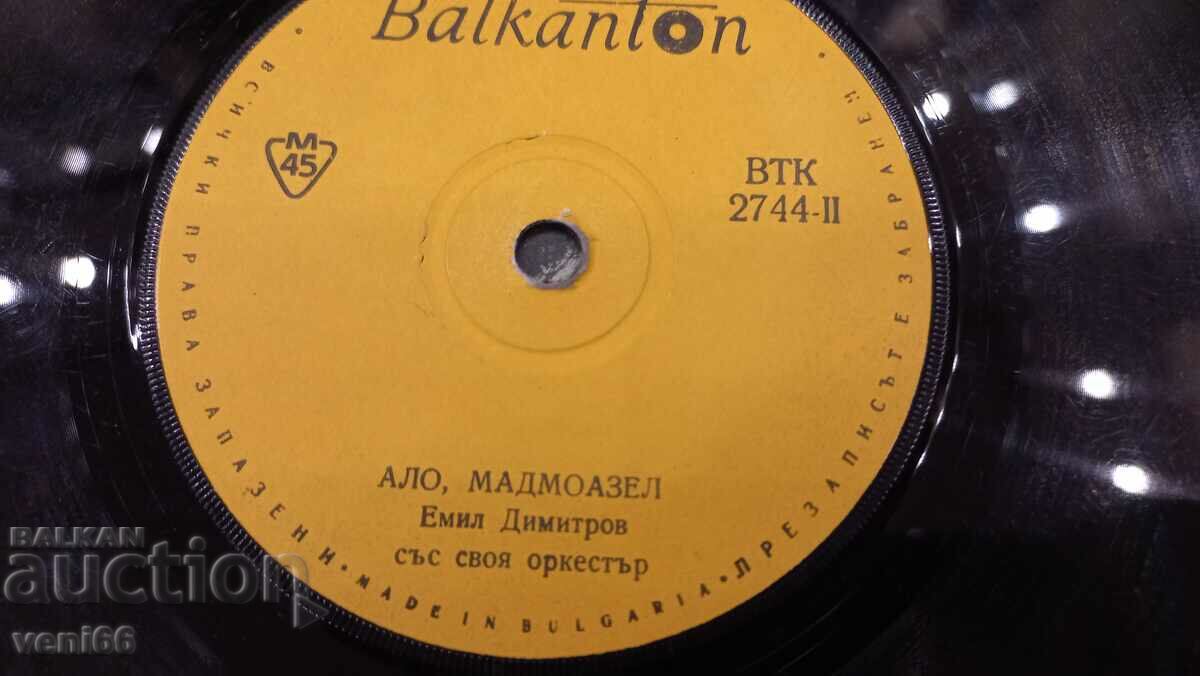 Balkanton
M
45
ВТК
2744-II
АЛО, МАДМОАЗЕЛ
Емил Димитров
със своя оркестър
• ВСИЧКИ ПРАВА ЗАПАЗЕНИ • MADE IN BULGARIA • ПРЕЗАПИСЪТ Е ЗАБРАНЕН •
BALKAN
auction
veni66